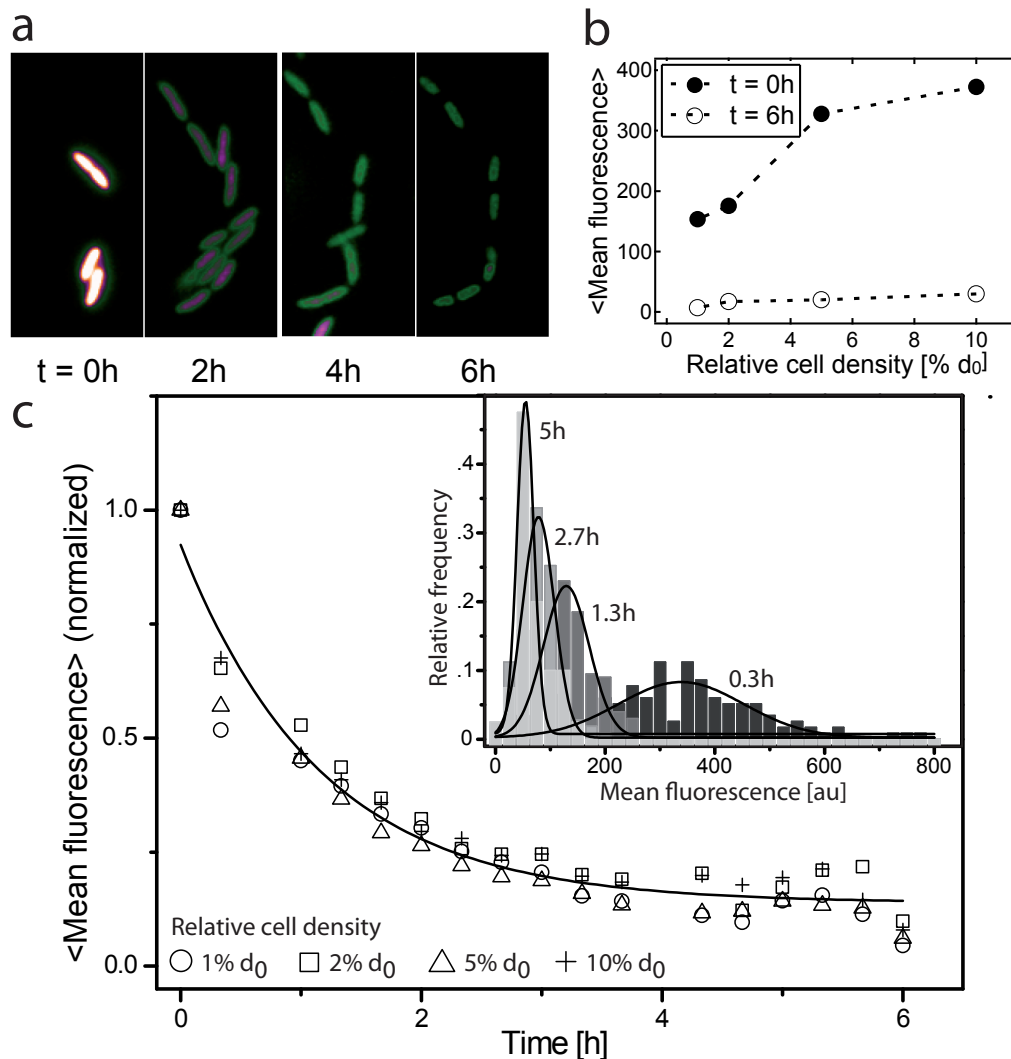 a
t = 0h
2h
4h
6h
b
<Mean fluorescence>
400
300
200
100
0
t = 0h
t = 6h
0
2
4
6
8
10
Relative cell density [% d0]
c
<Mean fluorescence> (normalized)
1.0
0.5
0.0
Relative cell density
1% d0
2% d0
5% d0
10% d0
0
2
4
6
Time [h]
Relative frequency
.4
.3
.2
.1
0
5h
2.7h
1.3h
0.3h
0
200
400
600
800
Mean fluorescence [au]